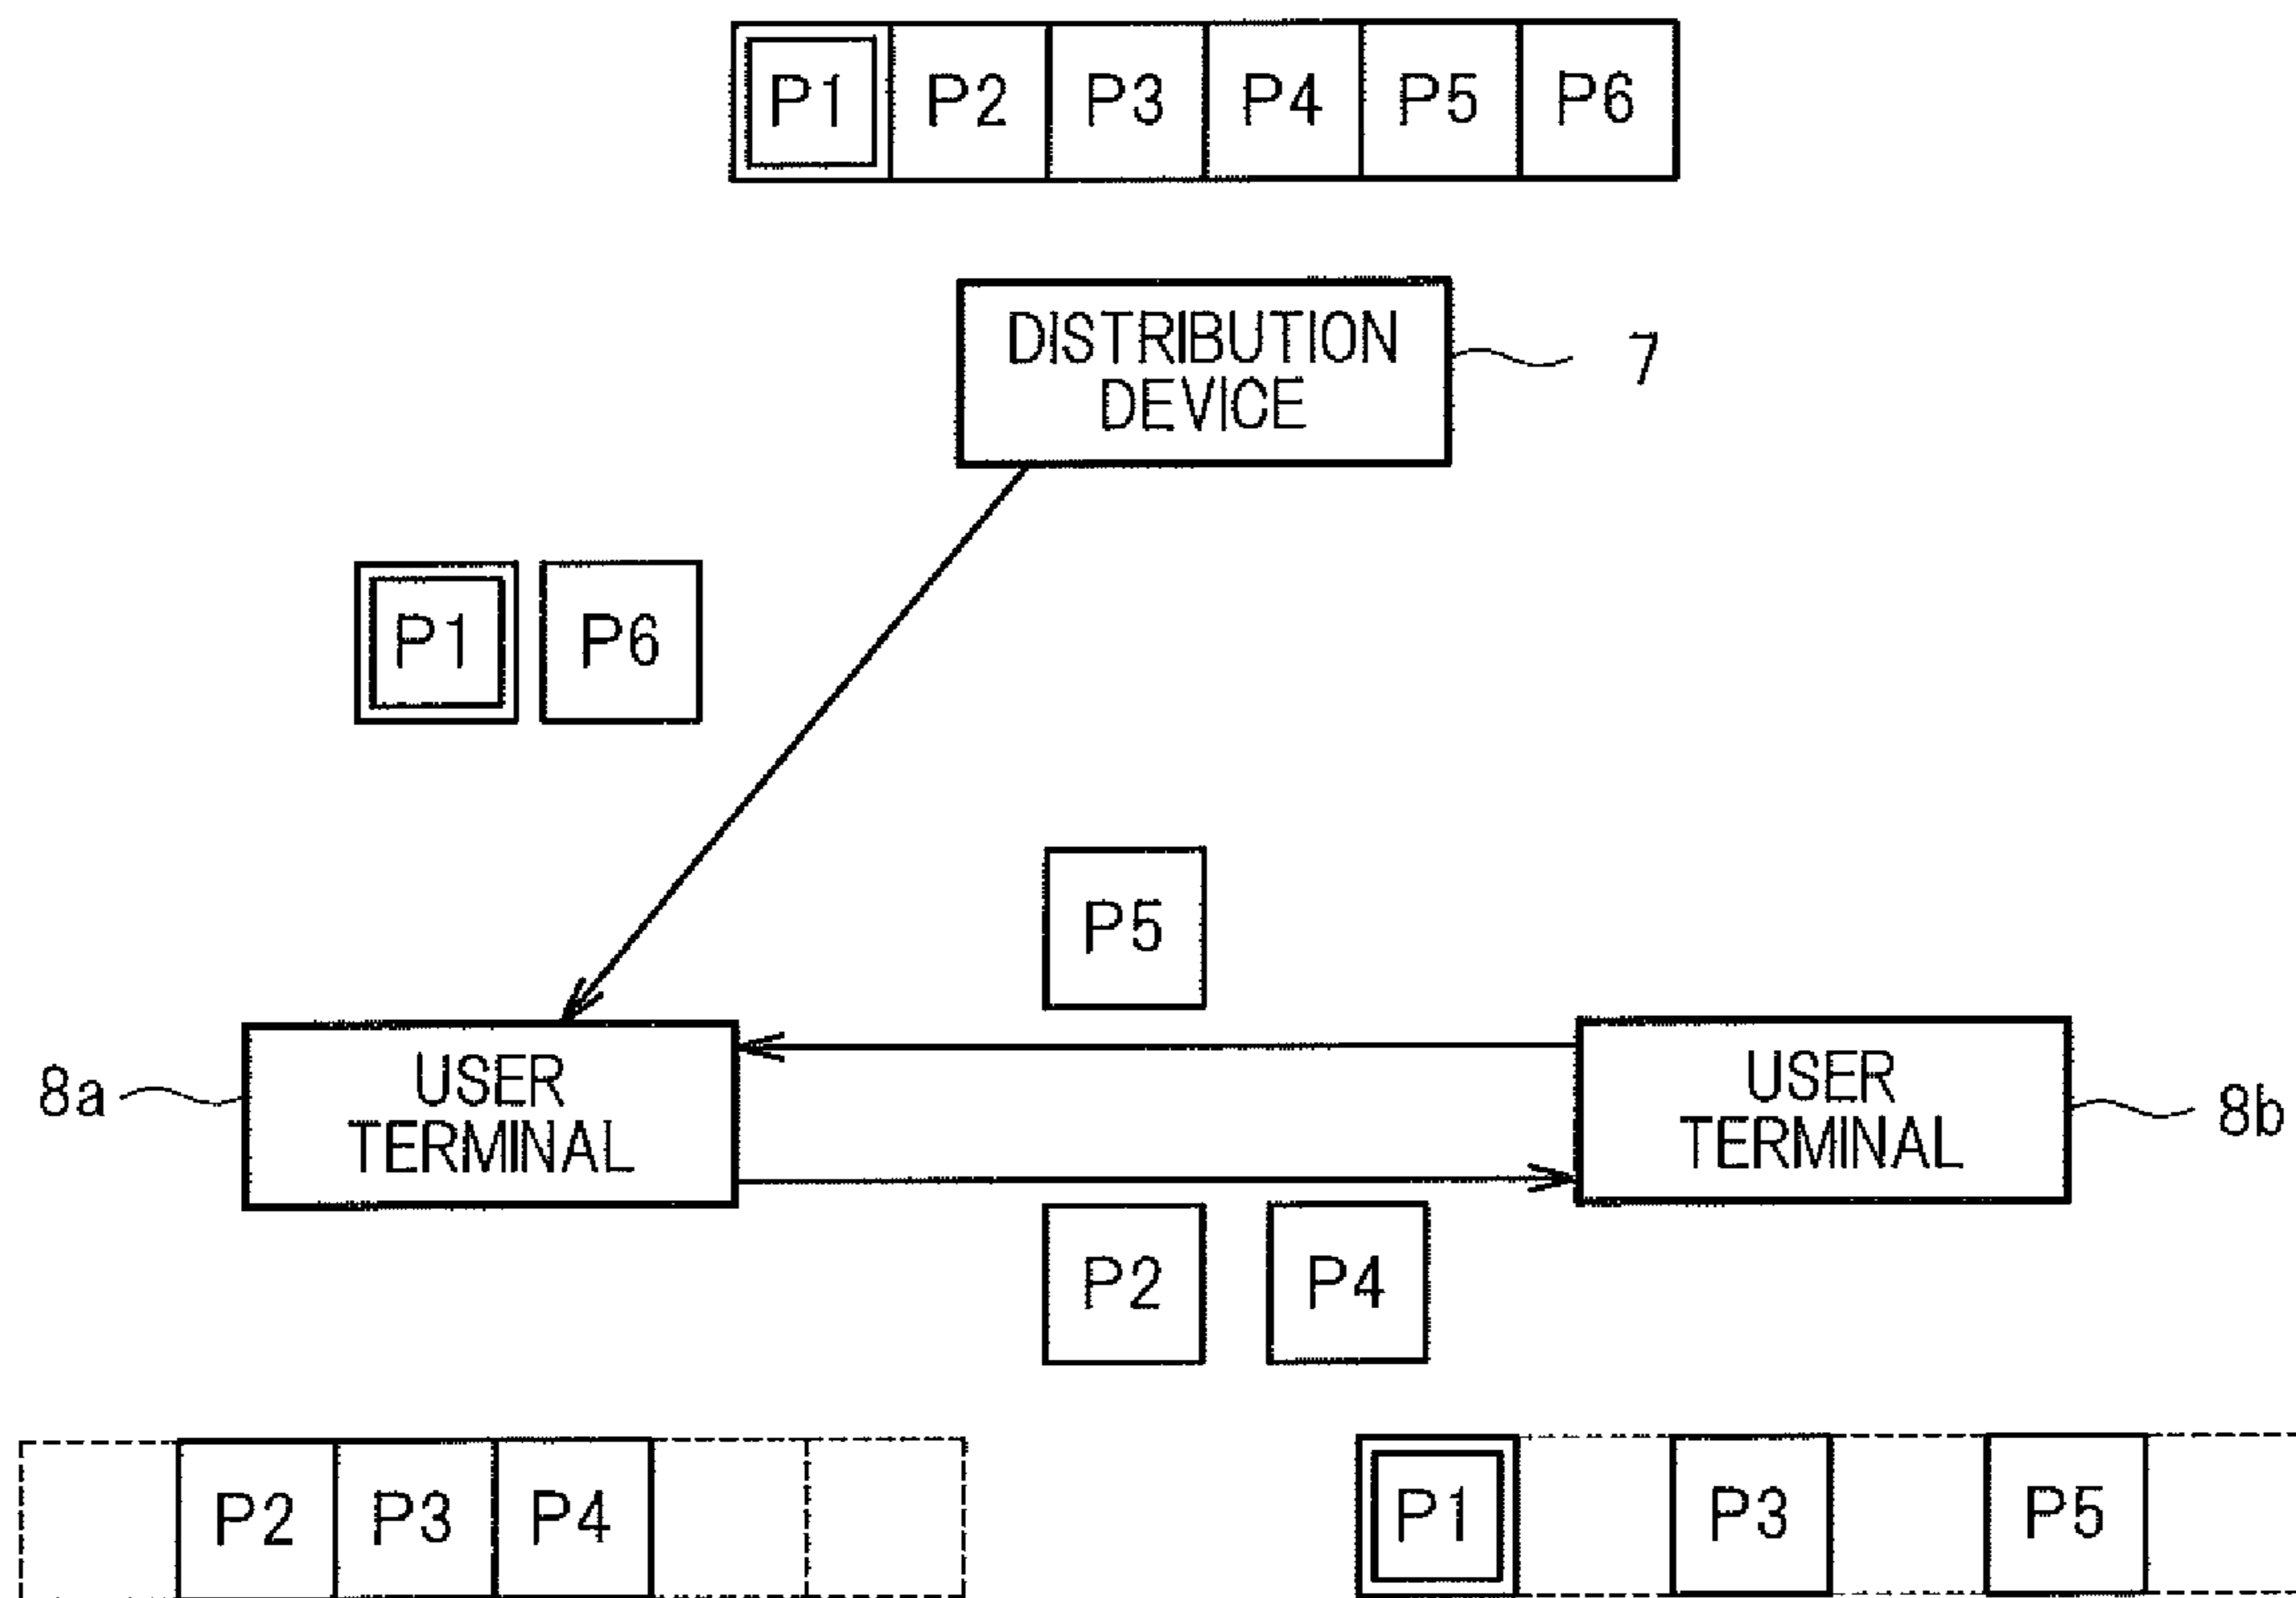 P1 P2 P3 P4 P5 P6
DISTRIBUTION
DEVICE
7
P1 P6
P5
8a
USER
TERMINAL
USER
TERMINAL
8b
P2 P4
P2 P3 P4
P1 P3 P5